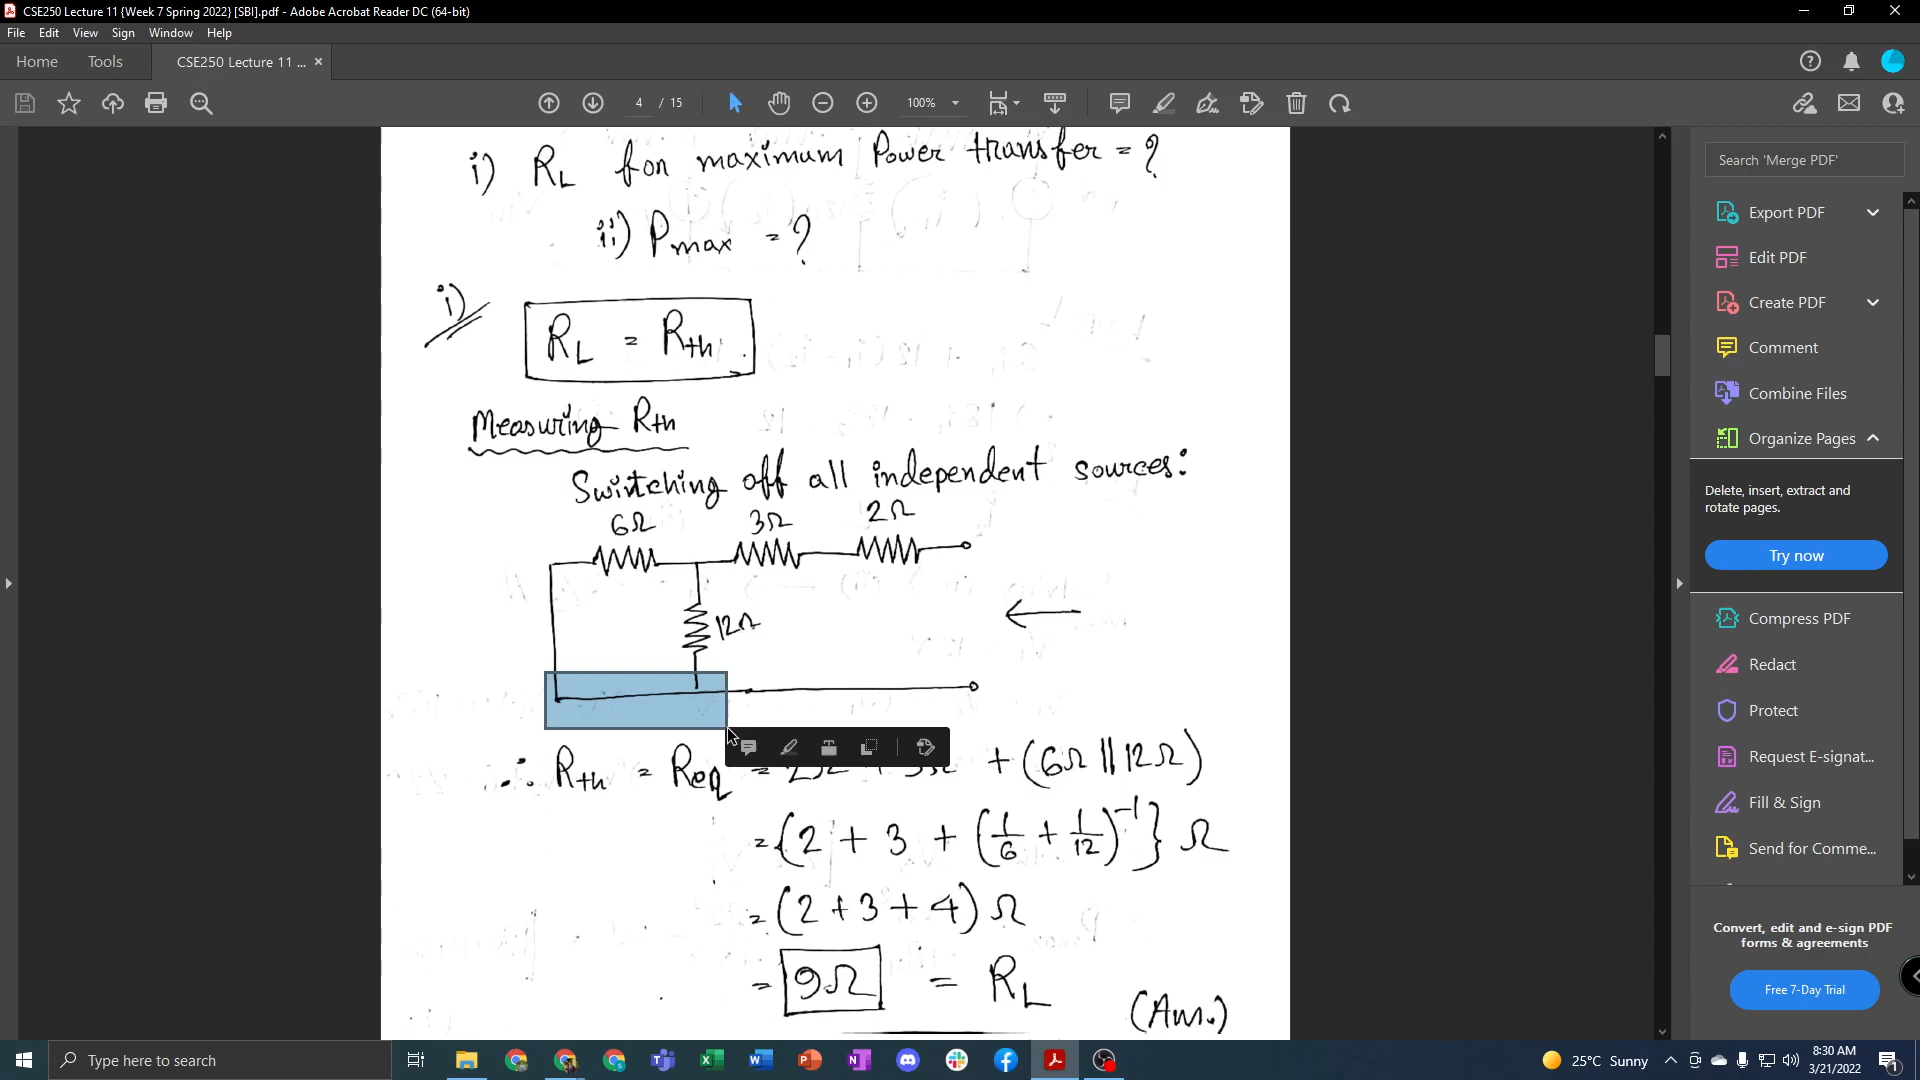 CSE250 Lecture 11 {Week 7 Spring 2022} [SBI].pdf - Adobe Acrobat Reader DC (64-bit)
File Edit View Sign Window Help
Home Tools CSE250 Lecture 11 ... ×
4 / 15 100%
i) RL for maximum Power transfer = ?
ii) Pmax = ?
i)
RL = Rth
Measuring Rth
Switching off all independent sources:
6Ω 3Ω 2Ω
12Ω
∴ Rth = Req = 2Ω + 3Ω + (6Ω || 12Ω)
= {2 + 3 + (1/6 + 1/12)^-1} Ω
= (2 + 3 + 4) Ω
= 9Ω = RL
(Ans.)
Search 'Merge PDF'
Export PDF
Edit PDF
Create PDF
Comment
Combine Files
Organize Pages
Delete, insert, extract and
rotate pages.
Try now
Compress PDF
Redact
Protect
Request E-signat...
Fill & Sign
Send for Comme...
Convert, edit and e-sign PDF
forms & agreements
Free 7-Day Trial
Type here to search
25°C Sunny
8:30 AM
3/21/2022
1